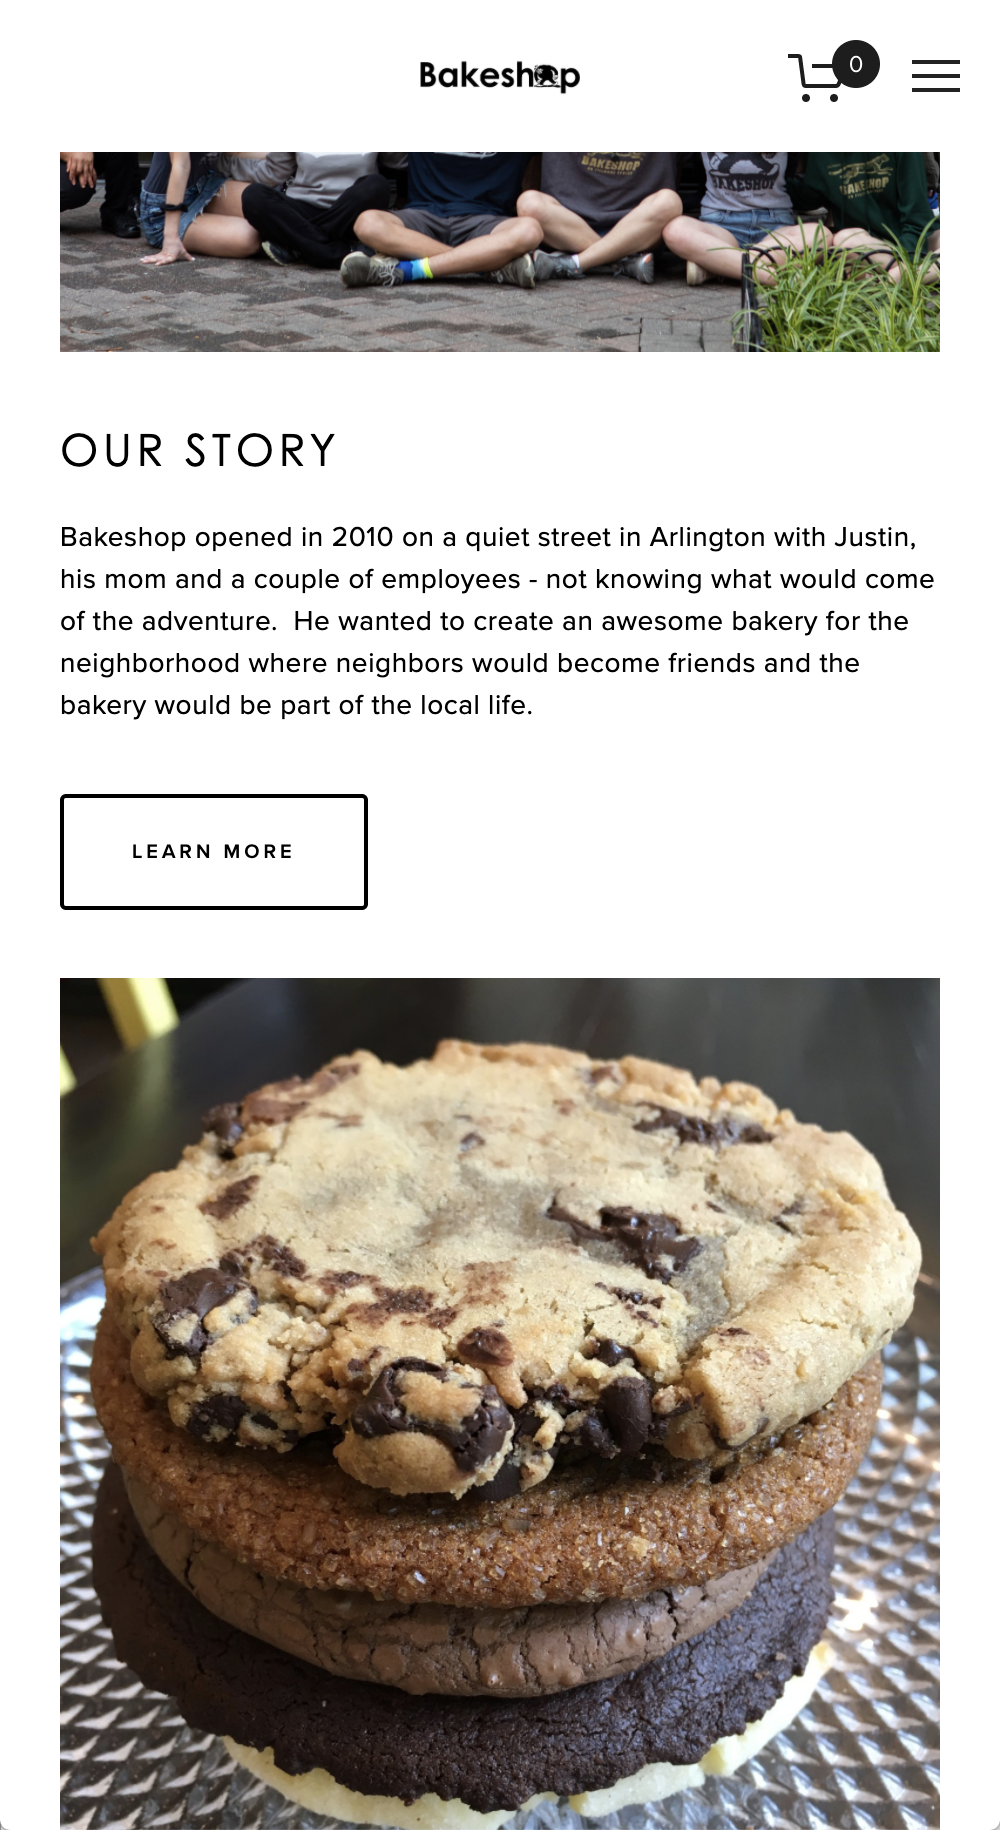 Bakeshop
0
BAKESHOP
BAKESHOP
BAKESHOP
OUR STORY
Bakeshop opened in 2010 on a quiet street in Arlington with Justin,
his mom and a couple of employees - not knowing what would come
of the adventure.  He wanted to create an awesome bakery for the
neighborhood where neighbors would become friends and the
bakery would be part of the local life.
LEARN MORE